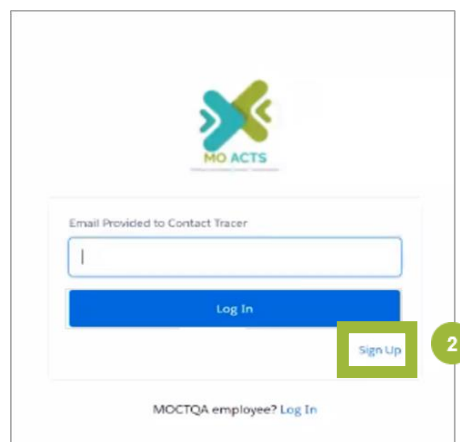 MO ACTS
Email Provided to Contact Tracer
Log In
Sign Up
2
MOCTQA employee? Log In